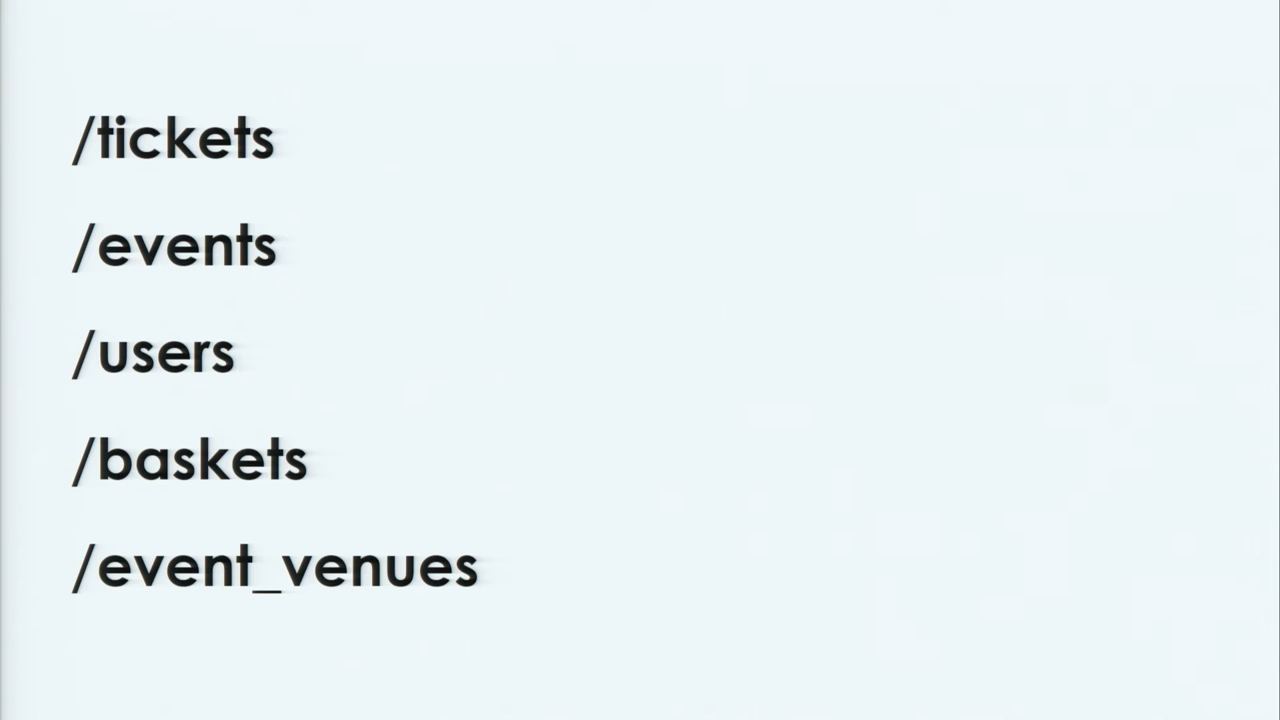 /tickets
/events
/users
/baskets
/event_venues